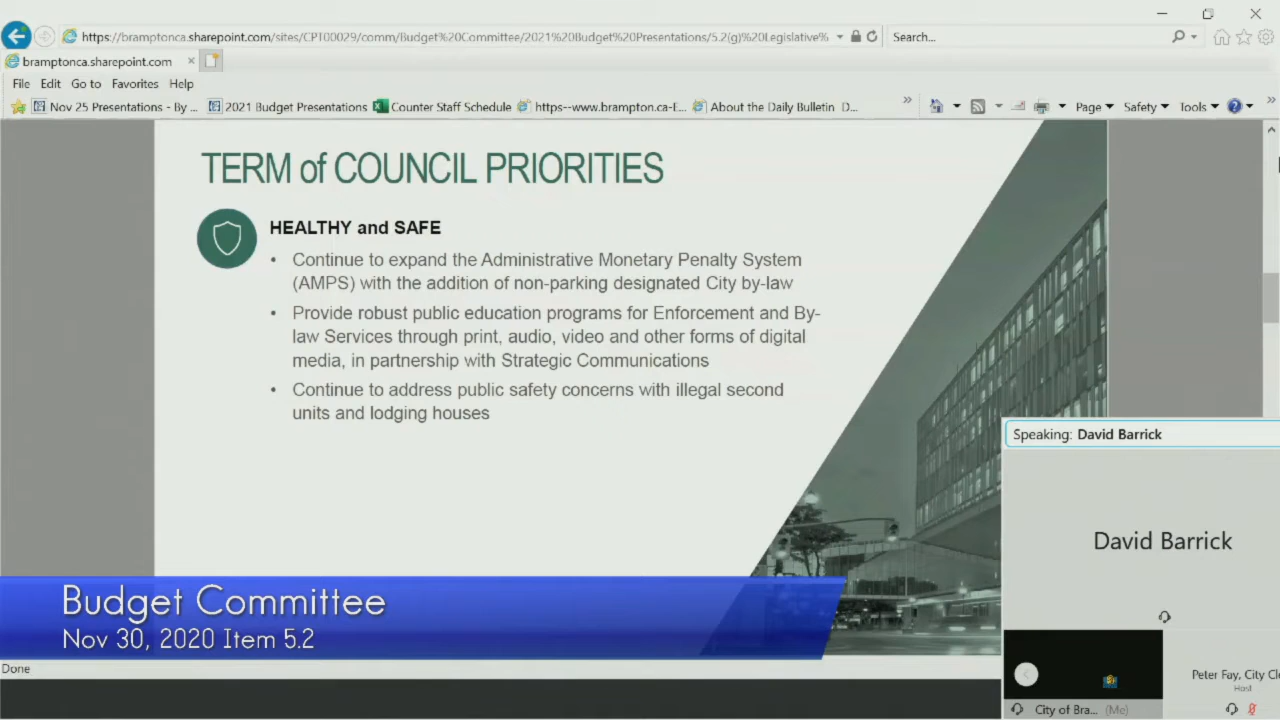 https://bramptonca.sharepoint.com/sites/CPT00029/comm/Budget%20Committee/2021%20Budget%20Presentations/5.2(g)%20Legislative%
Search...
bramptonca.sharepoint.com
File Edit Go to Favorites Help
Nov 25 Presentations - By ... 2021 Budget Presentations Counter Staff Schedule https--www.brampton.ca-E... About the Daily Bulletin D... Page Safety Tools
TERM of COUNCIL PRIORITIES
HEALTHY and SAFE
• Continue to expand the Administrative Monetary Penalty System
(AMPS) with the addition of non-parking designated City by-law
• Provide robust public education programs for Enforcement and By-
law Services through print, audio, video and other forms of digital
media, in partnership with Strategic Communications
• Continue to address public safety concerns with illegal second
units and lodging houses
Speaking: David Barrick
David Barrick
Budget Committee
Nov 30, 2020 Item 5.2
Done
Peter Fay, City Cle
Host
City of Bra... (Me)